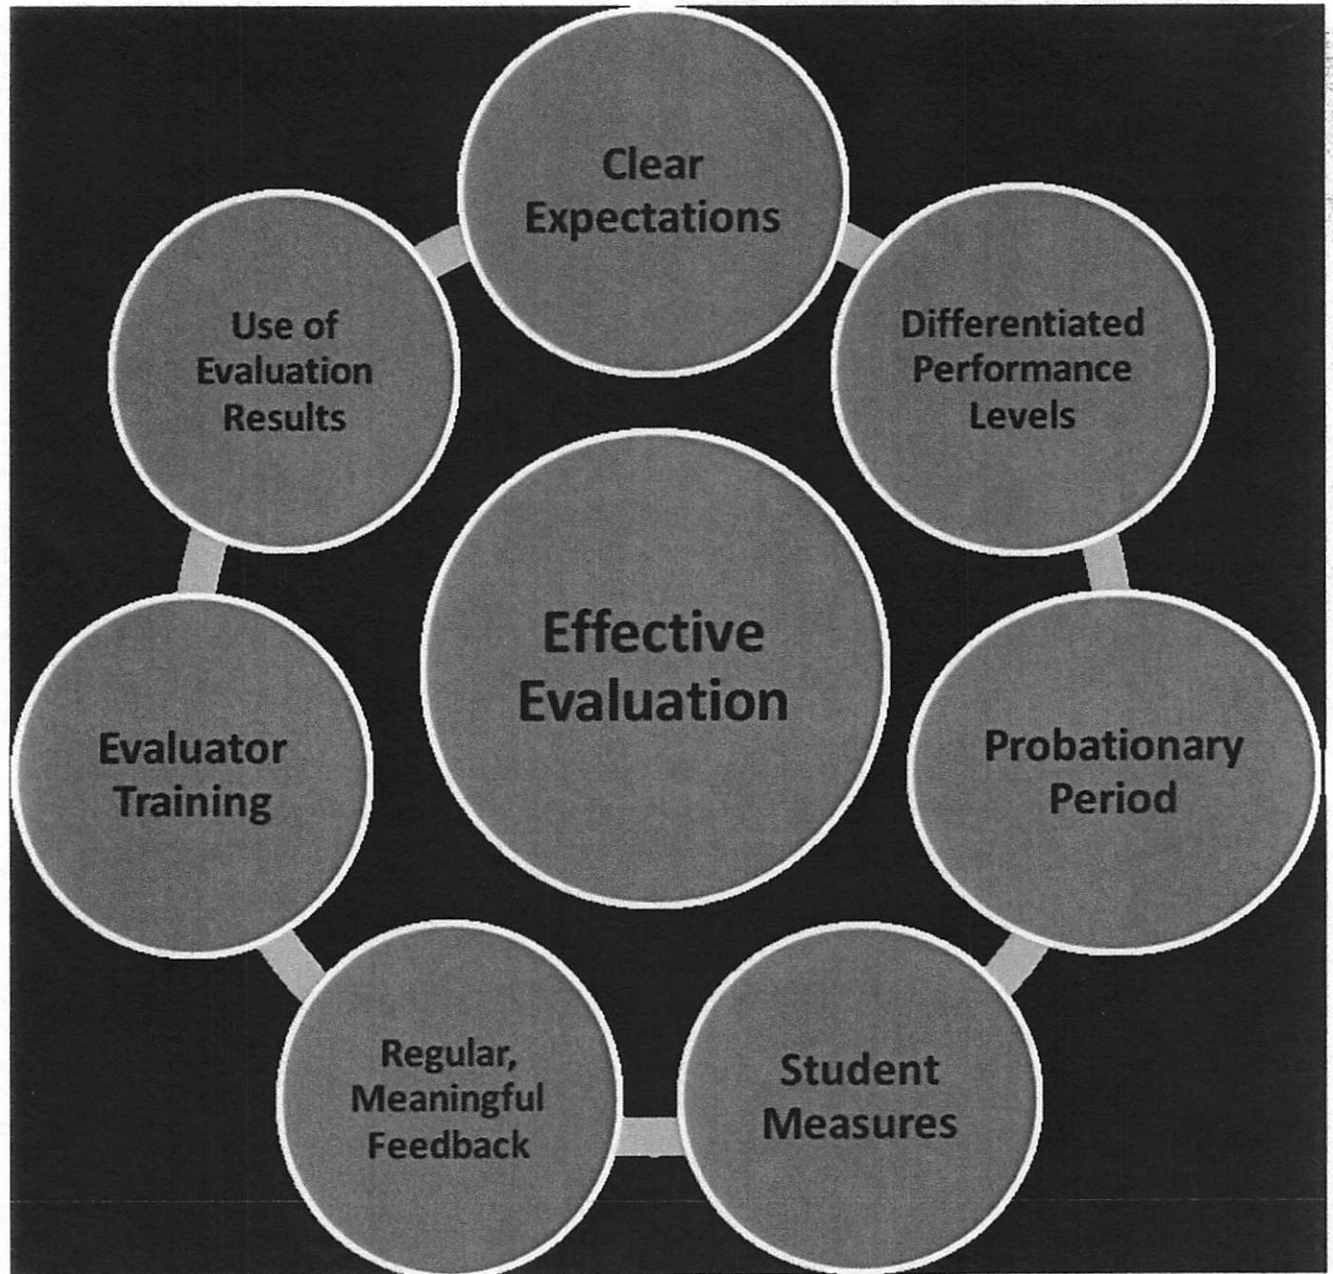 Clear
Expectations
Differentiated
Performance
Levels
Probationary
Period
Student
Measures
Regular,
Meaningful
Feedback
Evaluator
Training
Use of
Evaluation
Results
Effective
Evaluation